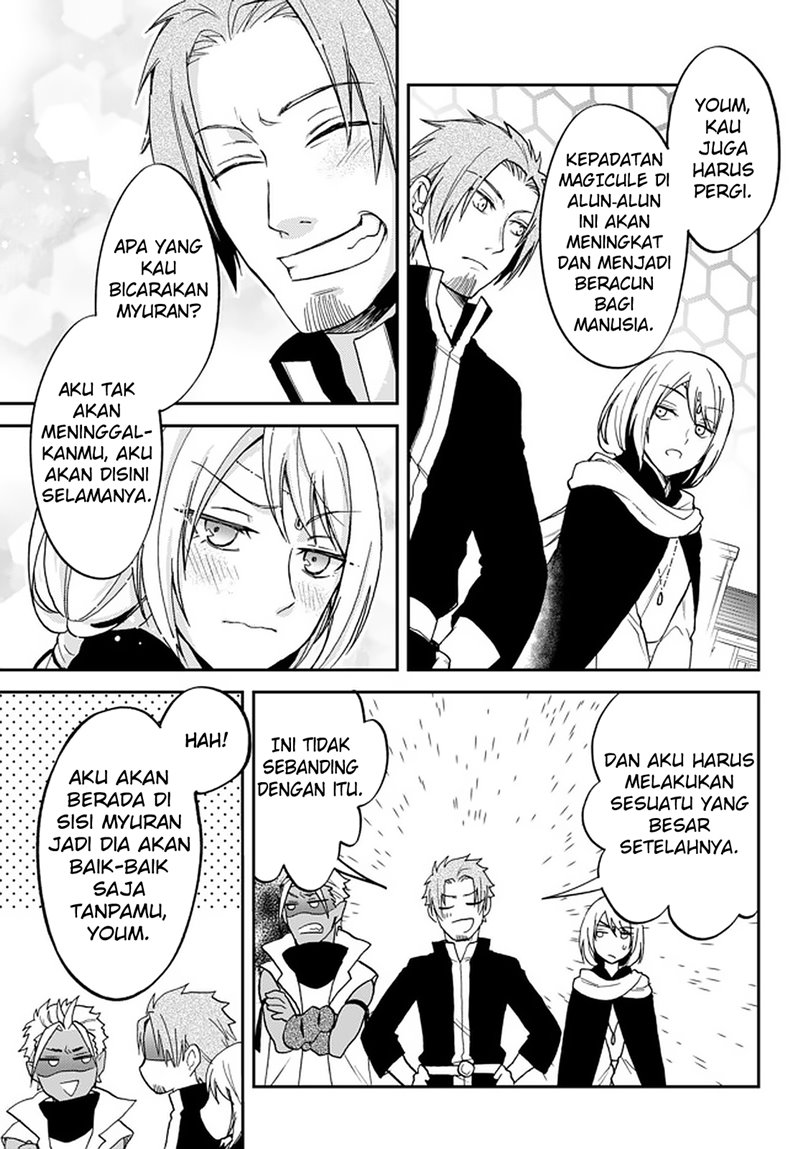 YOUM,
KAU
JUGA
HARUS
PERGI.
KEPADATAN
MAGICULE DI
ALUN-ALUN
INI AKAN
MENINGKAT
DAN MENJADI
BERACUN
BAGI
MANUSIA.
APA YANG
KAU
BICARAKAN
MYURAN?
AKU TAK
AKAN
MENINGGAL-
KANMU, AKU
AKAN DISINI
SELAMANYA.
DAN AKU HARUS
MELAKUKAN
SESUATU YANG
BESAR
SETELAHNYA.
INI TIDAK
SEBANDING
DENGAN ITU.
HAH!
AKU AKAN
BERADA DI
SISI MYURAN
JADI DIA AKAN
BAIK-BAIK
SAJA
TANPAMU,
YOUM.